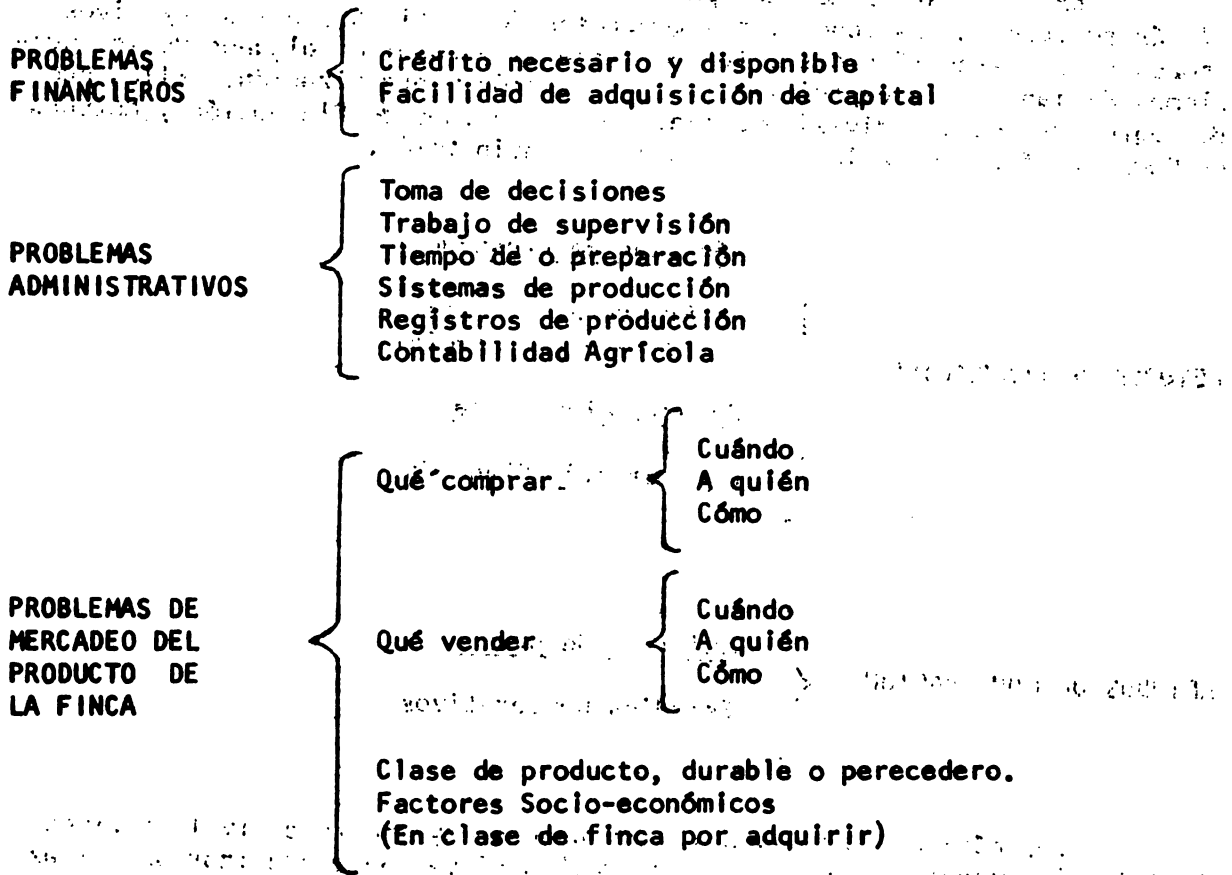 PROBLEMAS
FINANCIEROS
Crédito necesario y disponible
Facilidad de adquisición de capital
PROBLEMAS
ADMINISTRATIVOS
Toma de decisiones
Trabajo de supervisión
Tiempo de o preparación
Sistemas de producción
Registros de producción
Contabilidad Agrícola
PROBLEMAS DE
MERCADEO DEL
PRODUCTO DE
LA FINCA
Qué comprar
Cuándo
A quién
Cómo
Qué vender
Cuándo
A quién
Cómo
Clase de producto, durable o perecedero.
Factores Socio-económicos
(En clase de finca por adquirir)